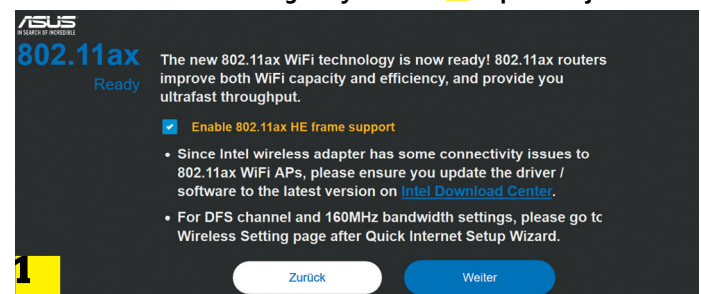 ASUS
IN SEARCH OF INCREDIBLE
802.11ax
Ready
The new 802.11ax WiFi technology is now ready! 802.11ax routers
improve both WiFi capacity and efficiency, and provide you
ultrafast throughput.
Enable 802.11ax HE frame support
• Since Intel wireless adapter has some connectivity issues to
802.11ax WiFi APs, please ensure you update the driver /
software to the latest version on Intel Download Center.
• For DFS channel and 160MHz bandwidth settings, please go to
Wireless Setting page after Quick Internet Setup Wizard.
1
Zurück
Weiter